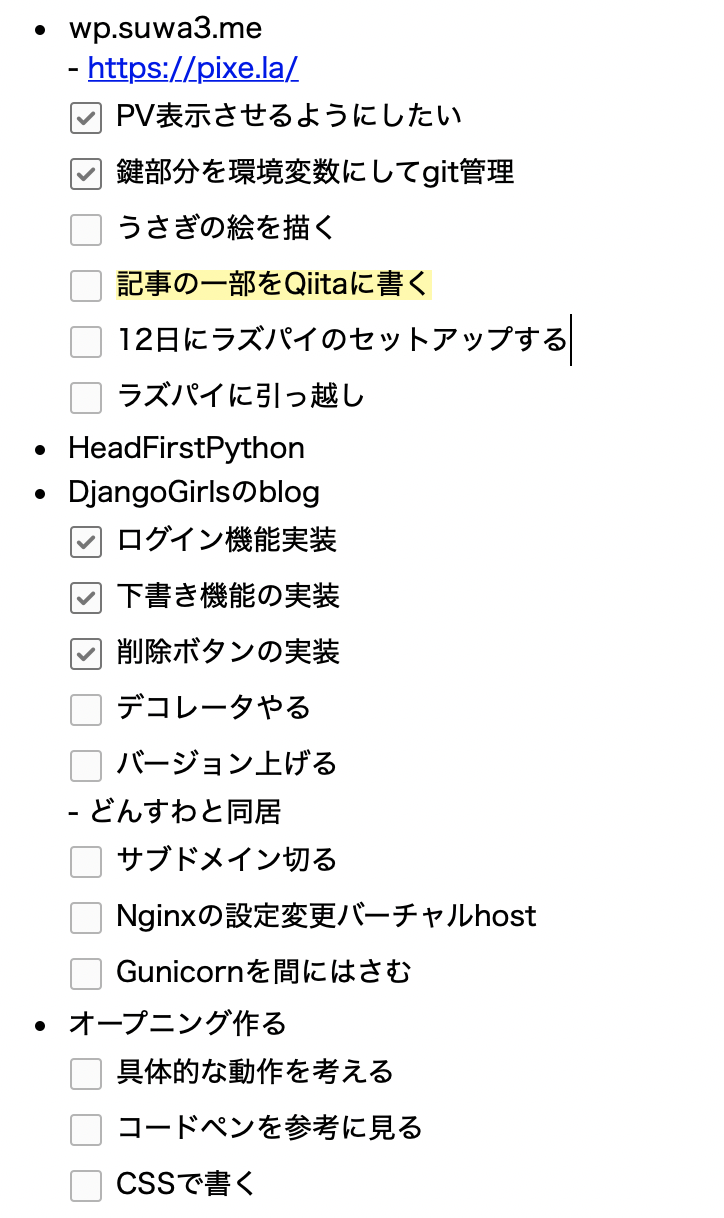 wp.suwa3.me
- https://pixe.la/
PV表示させるようにしたい
鍵部分を環境変数にしてgit管理
うさぎの絵を描く
記事の一部をQiitaに書く
12日にラズパイのセットアップする
ラズパイに引っ越し
HeadFirstPython
DjangoGirlsのblog
ログイン機能実装
下書き機能の実装
削除ボタンの実装
デコレータやる
バージョン上げる
- どんすわと同居
サブドメイン切る
Nginxの設定変更バーチャルhost
Gunicornを間にはさむ
オープニング作る
具体的な動作を考える
コードペンを参考に見る
CSSで書く